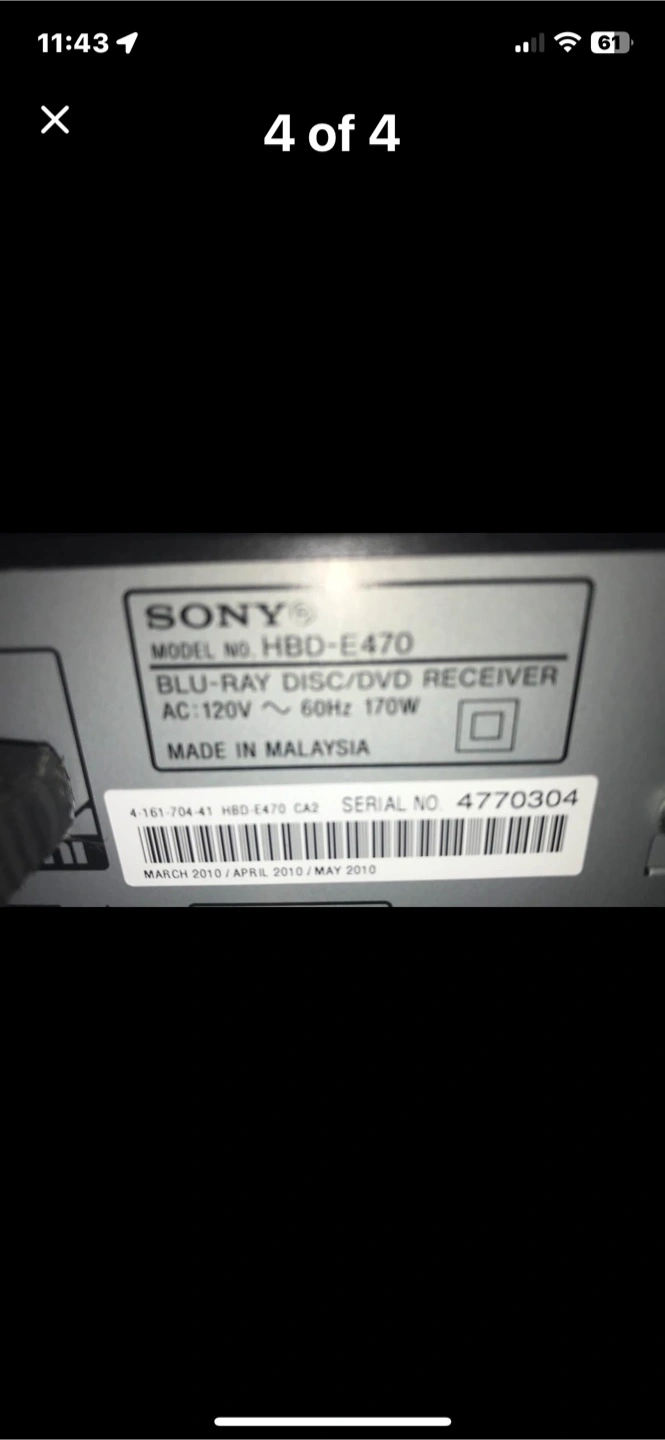 11:43
61
4 of 4
SONY®
MODEL NO. HBD-E470
BLU-RAY DISC/DVD RECEIVER
AC:120V ～ 60Hz 170W
MADE IN MALAYSIA
4-161-704-41 HBD-E470 CA2 SERIAL NO. 4770304
MARCH 2010 / APRIL 2010 / MAY 2010